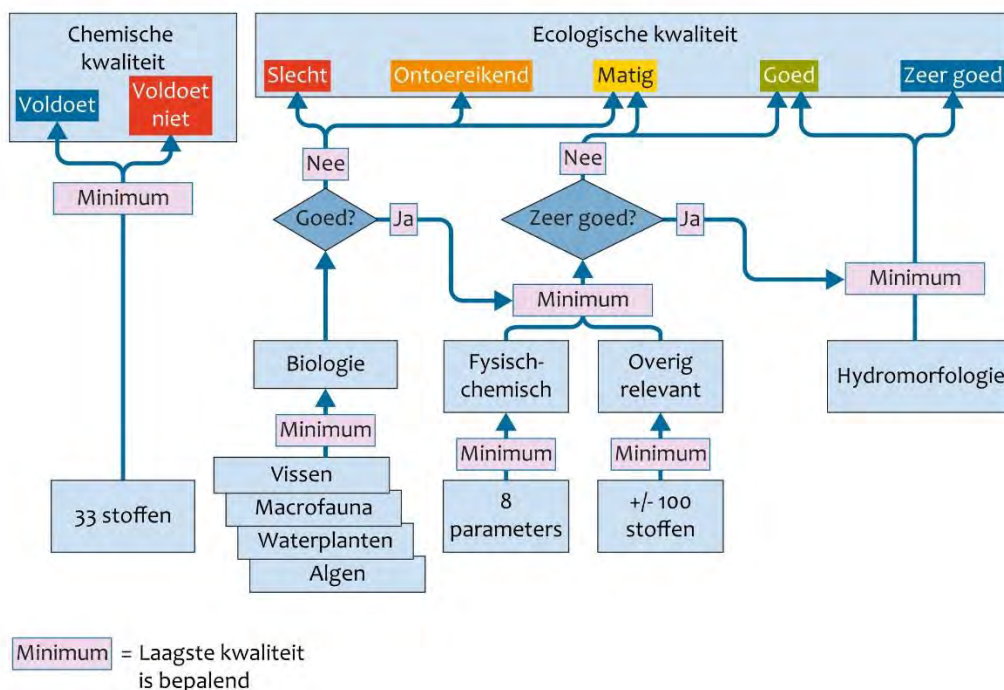 Chemische
kwaliteit
Voldoet
Voldoet
niet
Minimum
33 stoffen
Ecologische kwaliteit
Slecht
Ontoereikend
Matig
Goed
Zeer goed
Nee
Goed?
Ja
Nee
Zeer goed?
Ja
Minimum
Minimum
Biologie
Minimum
Vissen
Macrofauna
Waterplanten
Algen
Fysisch-
chemisch
Minimum
8
parameters
Overig
relevant
Minimum
+/- 100
stoffen
Hydromorfologie
Minimum = Laagste kwaliteit
is bepalend